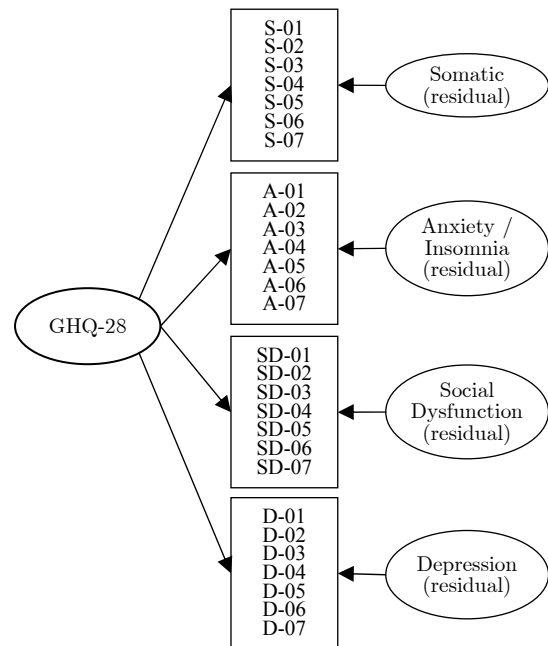 S-01
S-02
S-03
S-04
S-05
S-06
S-07
Somatic
(residual)
A-01
A-02
A-03
A-04
A-05
A-06
A-07
Anxiety /
Insomnia
(residual)
GHQ-28
SD-01
SD-02
SD-03
SD-04
SD-05
SD-06
SD-07
Social
Dysfunction
(residual)
D-01
D-02
D-03
D-04
D-05
D-06
D-07
Depression
(residual)